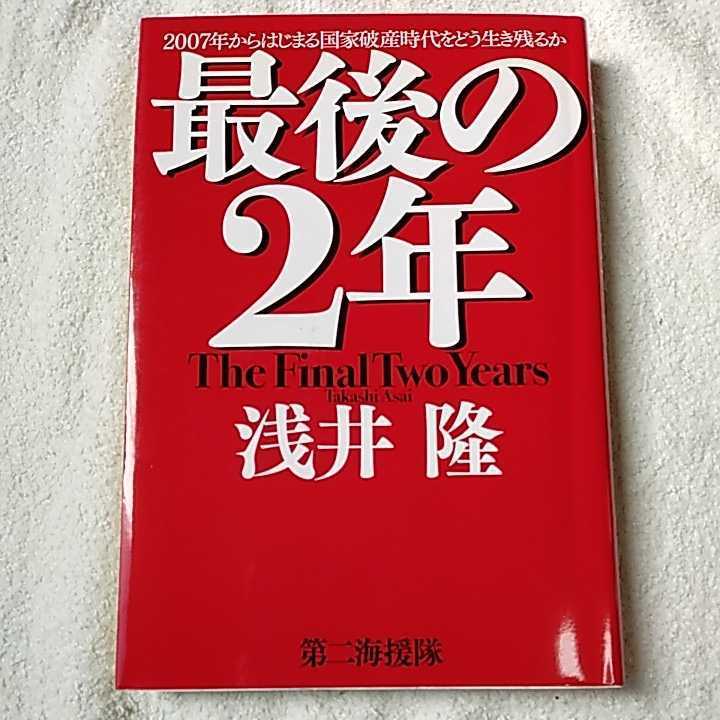 2007年からはじまる国家破産時代をどう生き残るか
最後の
2年
The Final Two Years
Takashi Asai
浅井 隆
第二海援隊